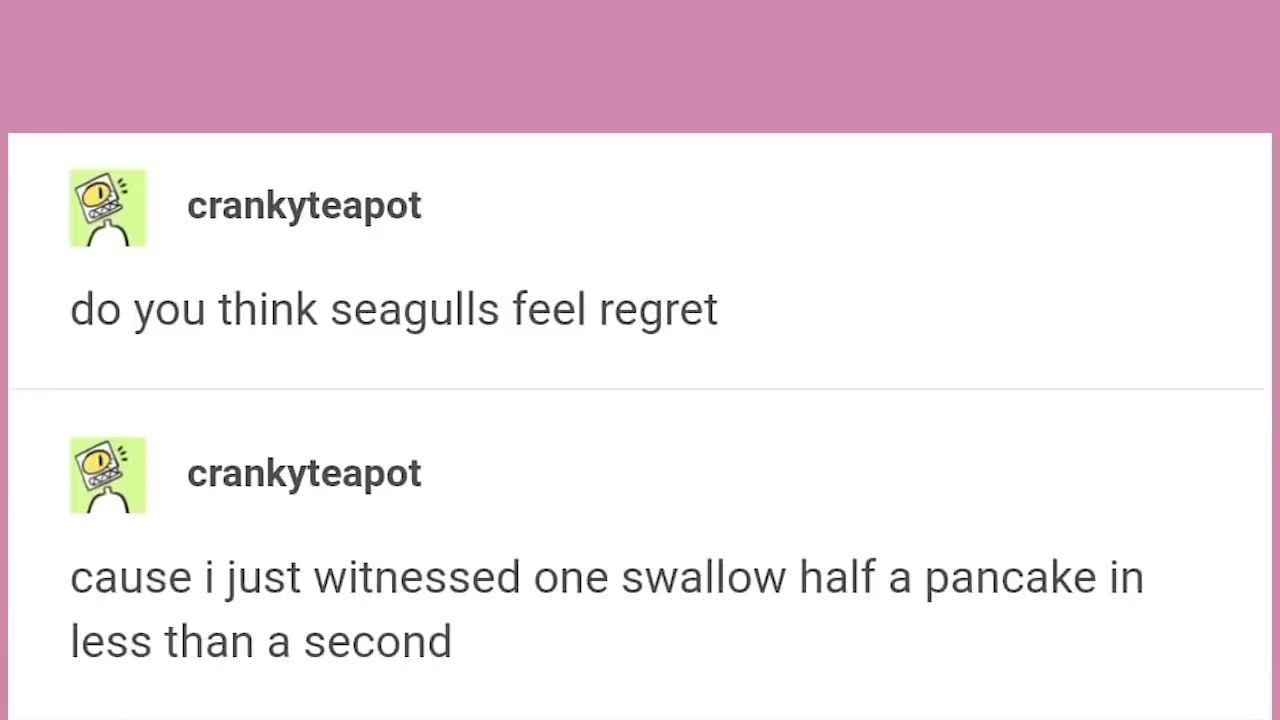 crankyteapot
do you think seagulls feel regret
crankyteapot
cause i just witnessed one swallow half a pancake in
less than a second